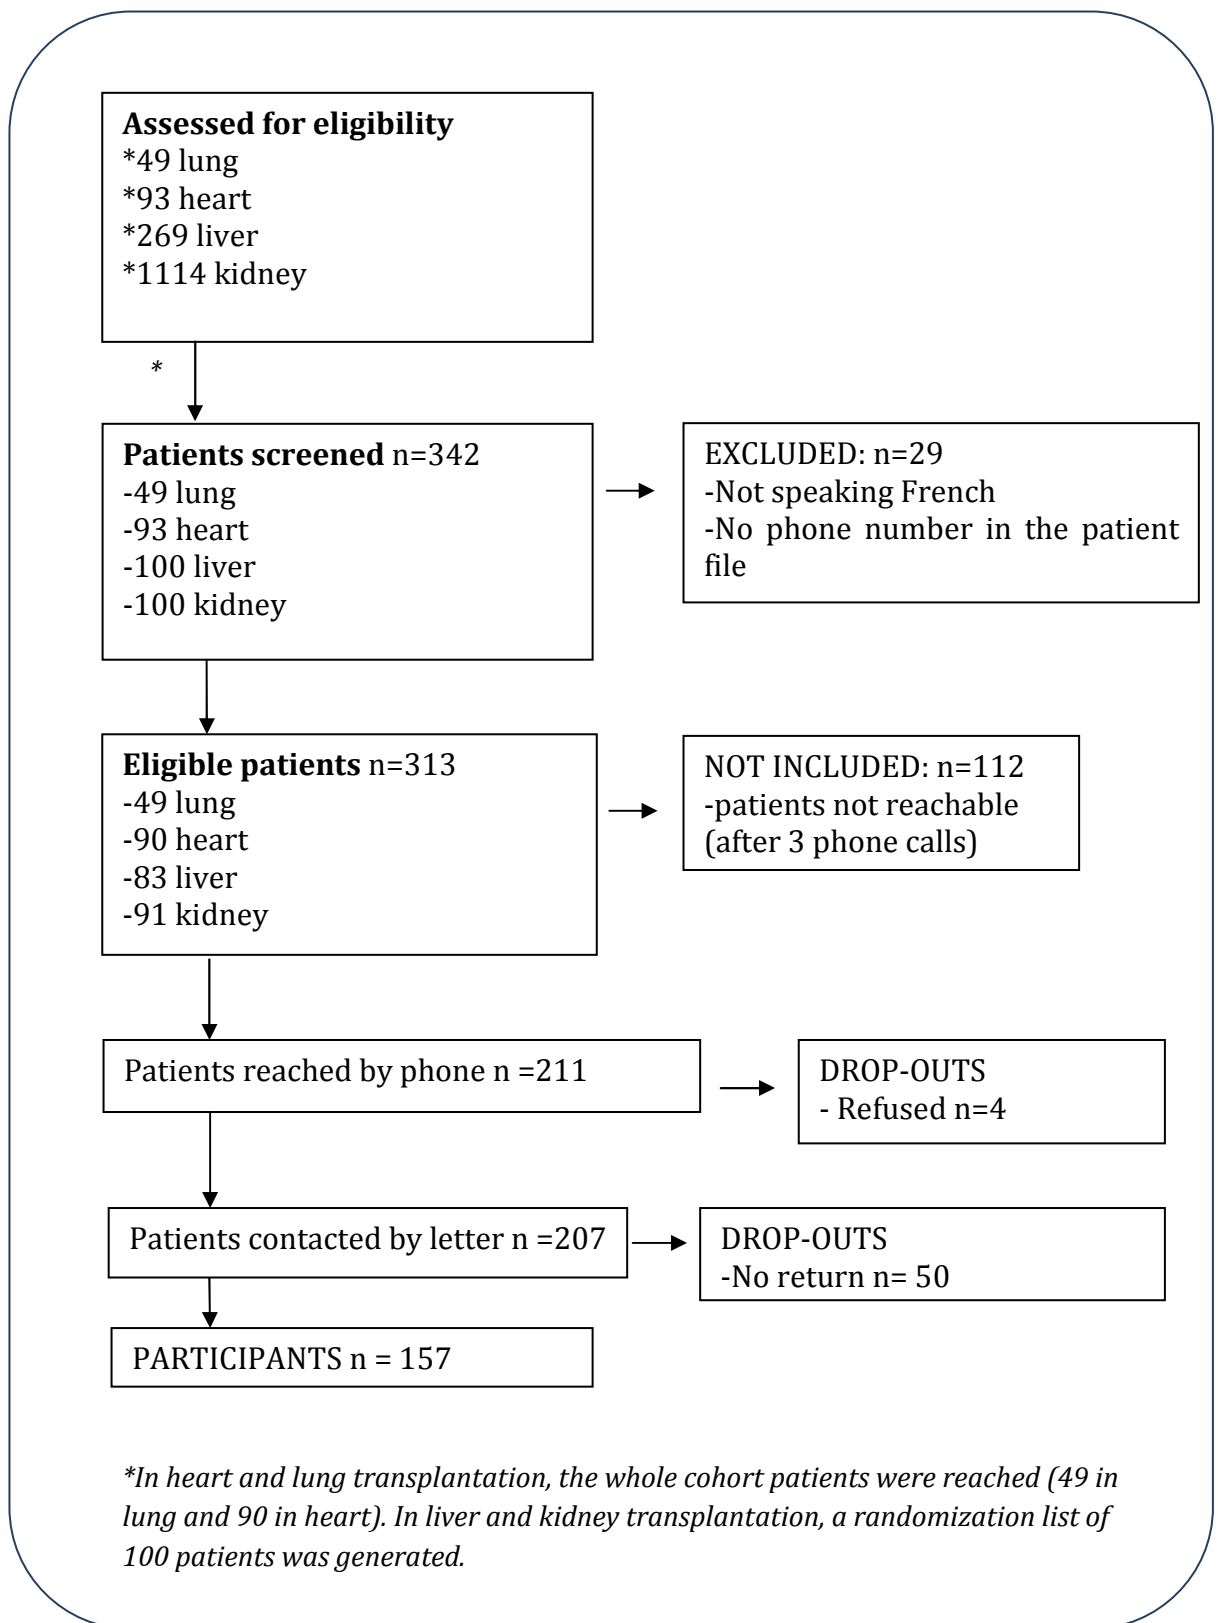 Assessed for eligibility
*49 lung
*93 heart
*269 liver
*1114 kidney
*
Patients screened n=342
-49 lung
-93 heart
-100 liver
-100 kidney
EXCLUDED: n=29
-Not speaking French
-No phone number in the patient
file
Eligible patients n=313
-49 lung
-90 heart
-83 liver
-91 kidney
NOT INCLUDED: n=112
-patients not reachable
(after 3 phone calls)
Patients reached by phone n =211
DROP-OUTS
- Refused n=4
Patients contacted by letter n =207
DROP-OUTS
-No return n= 50
PARTICIPANTS n = 157
*In heart and lung transplantation, the whole cohort patients were reached (49 in
lung and 90 in heart). In liver and kidney transplantation, a randomization list of
100 patients was generated.